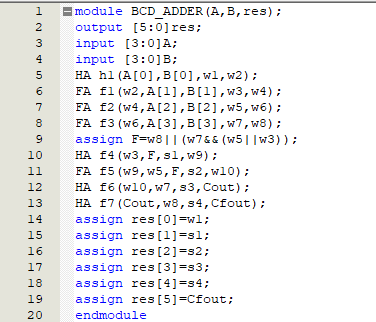 1 module BCD_ADDER(A,B,res);
2 output [5:0]res;
3 input [3:0]A;
4 input [3:0]B;
5 HA h1(A[0],B[0],w1,w2);
6 FA f1(w2,A[1],B[1],w3,w4);
7 FA f2(w4,A[2],B[2],w5,w6);
8 FA f3(w6,A[3],B[3],w7,w8);
9 assign F=w8||(w7&&(w5||w3));
10 HA f4(w3,F,s1,w9);
11 FA f5(w9,w5,F,s2,w10);
12 HA f6(w10,w7,s3,Cout);
13 HA f7(Cout,w8,s4,Cfout);
14 assign res[0]=w1;
15 assign res[1]=s1;
16 assign res[2]=s2;
17 assign res[3]=s3;
18 assign res[4]=s4;
19 assign res[5]=Cfout;
20 endmodule